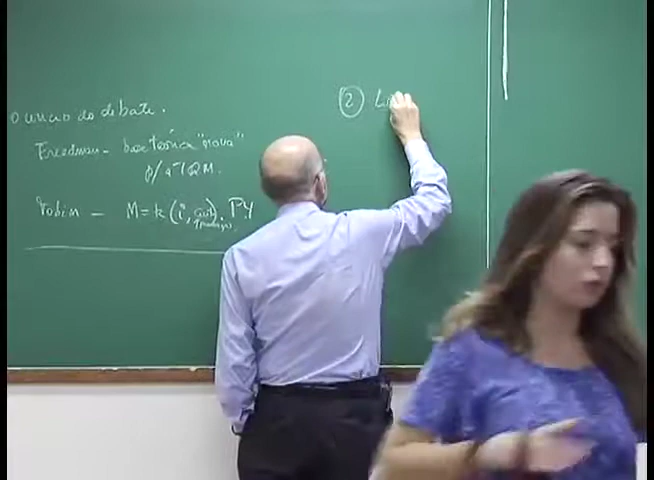 O início do debate.
Friedman - base teórica "nova"
p/ a TQM.
Tobin - M=k(i, ). PY
②